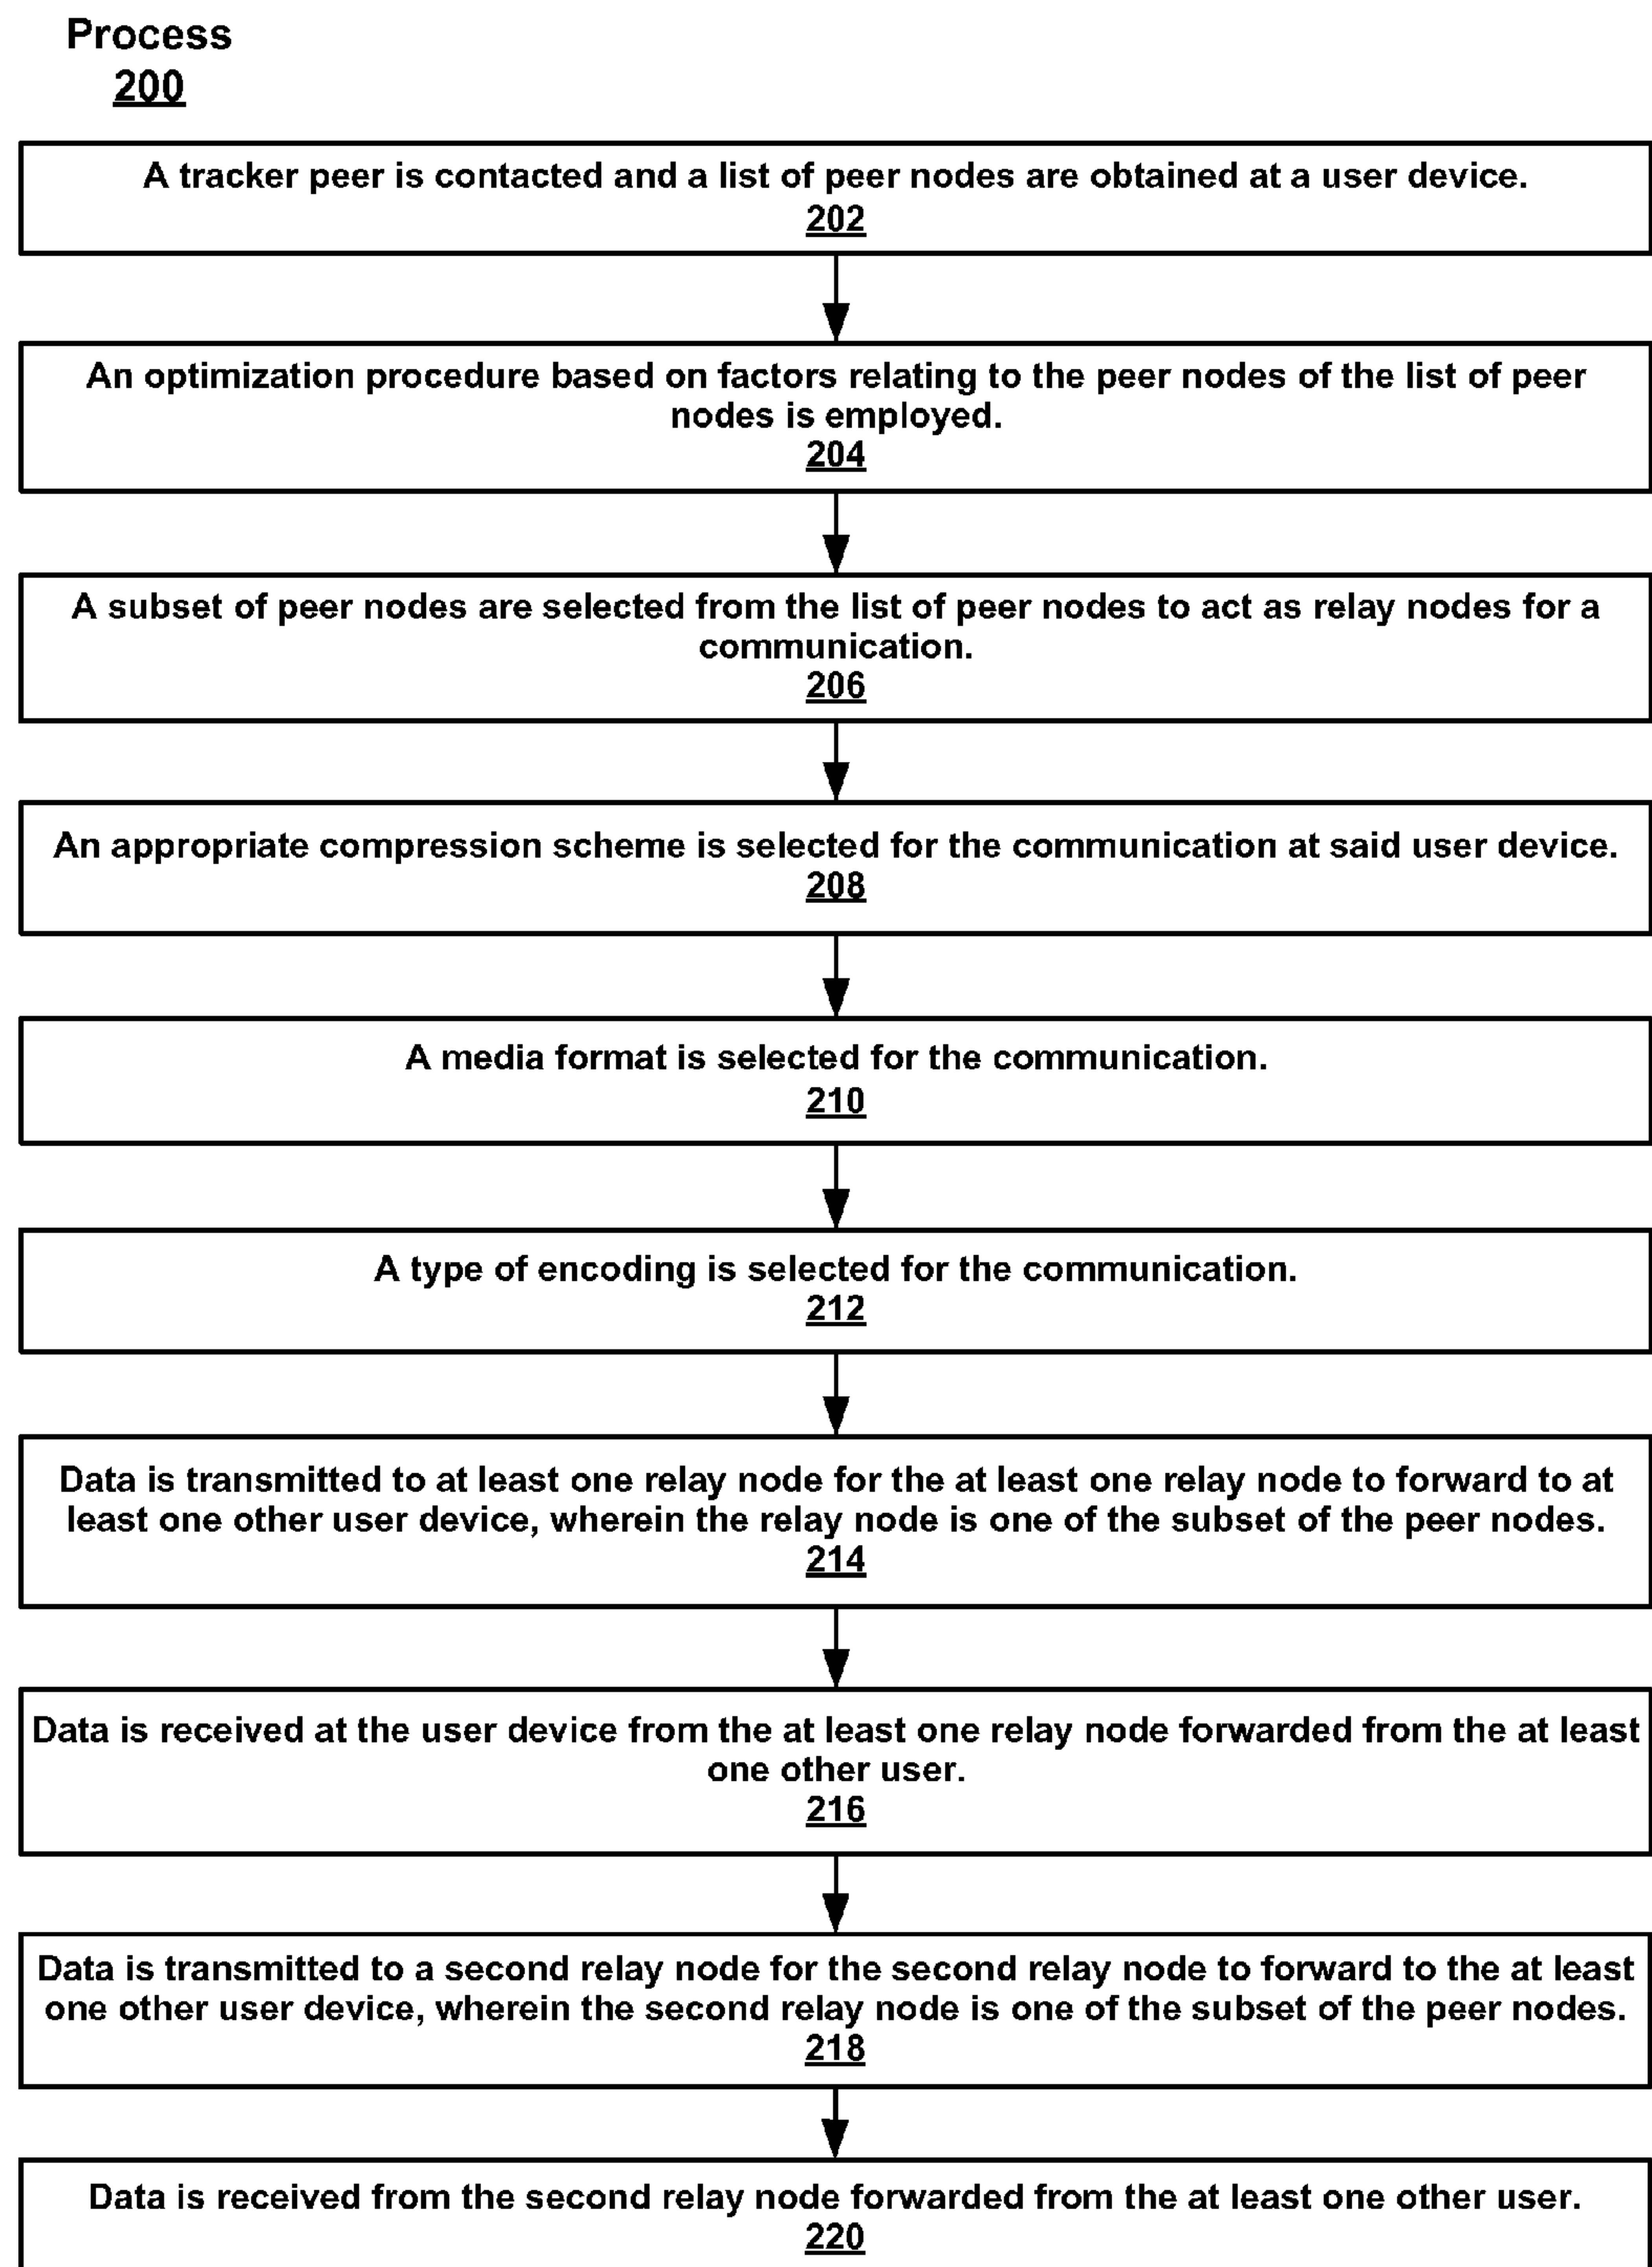 Process
200
A tracker peer is contacted and a list of peer nodes are obtained at a user device.
202
An optimization procedure based on factors relating to the peer nodes of the list of peer
nodes is employed.
204
A subset of peer nodes are selected from the list of peer nodes to act as relay nodes for a
communication.
206
An appropriate compression scheme is selected for the communication at said user device.
208
A media format is selected for the communication.
210
A type of encoding is selected for the communication.
212
Data is transmitted to at least one relay node for the at least one relay node to forward to at
least one other user device, wherein the relay node is one of the subset of the peer nodes.
214
Data is received at the user device from the at least one relay node forwarded from the at least
one other user.
216
Data is transmitted to a second relay node for the second relay node to forward to the at least
one other user device, wherein the second relay node is one of the subset of the peer nodes.
218
Data is received from the second relay node forwarded from the at least one other user.
220